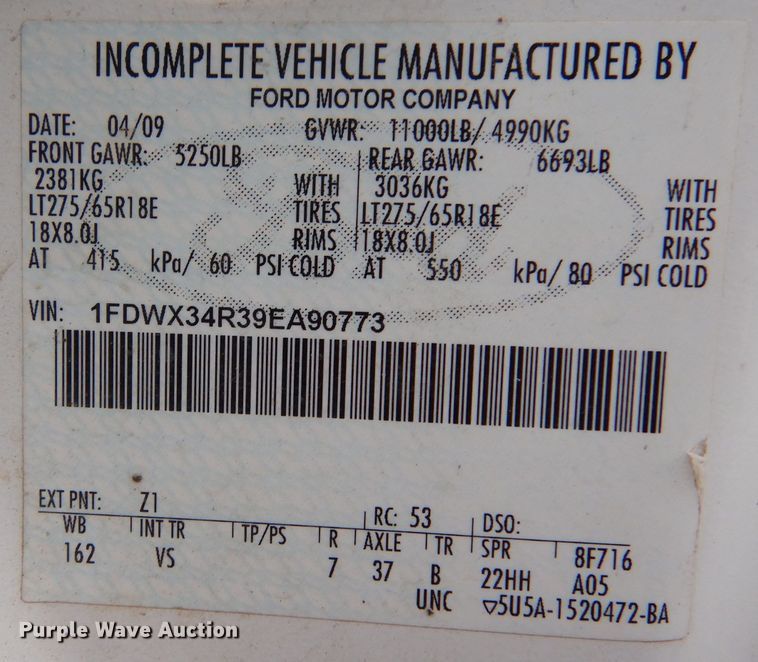 INCOMPLETE VEHICLE MANUFACTURED BY
FORD MOTOR COMPANY
DATE: 04/09 GVWR: 11000LB/ 4990KG
FRONT GAWR: 5250LB REAR GAWR: 6693LB
2381KG WITH 3036KG WITH
LT275/65R18E TIRES LT275/65R18E TIRES
18X8.0J RIMS 18X8.0J RIMS
AT 415 kPa/ 60 PSI COLD AT 550 kPa/ 80 PSI COLD
VIN: 1FDWX34R39EA90773
EXT PNT: Z1 RC: 53 DSO:
WB INT TR TP/PS R AXLE TR SPR 8F716
162 VS 7 37 B 22HH A05
UNC ▽5U5A-1520472-BA
Purple Wave Auction